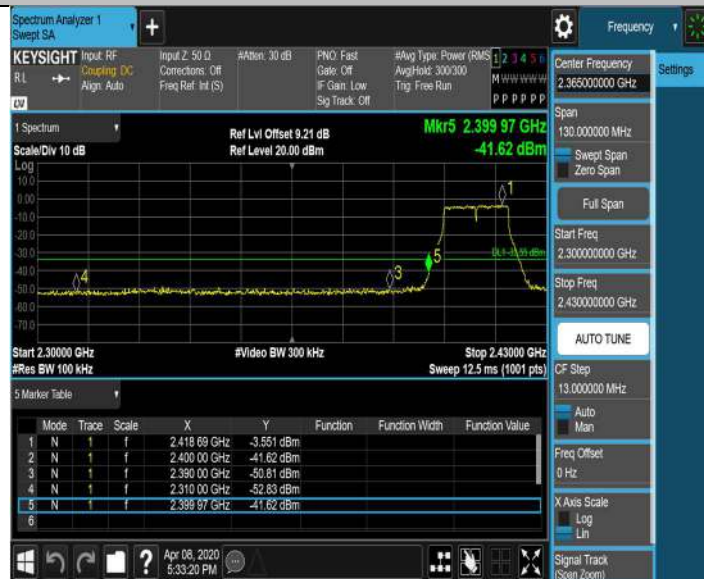 Spectrum Analyzer 1
Swept SA
+
Frequency
KEYSIGHT
RL
Input: RF
Coupling: DC
Align: Auto
Input Z: 50 Ω
Corrections: Off
Freq Ref: Int (S)
#Atten: 30 dB
PNO: Fast
Gate: Off
IF Gain: Low
Sig Track: Off
#Avg Type: Power (RMS
Avg|Hold: 300/300
Trig: Free Run
1 2 3 4 5 6
M W W W W W
P P P P P P
1 Spectrum
Scale/Div 10 dB
Ref Lvl Offset 9.21 dB
Ref Level 20.00 dBm
Mkr5 2.399 97 GHz
-41.62 dBm
Log
10.0
0.00
-10.0
-20.0
-30.0
-40.0
-50.0
-60.0
-70.0
1
3
4
5
Start 2.30000 GHz
#Res BW 100 kHz
#Video BW 300 kHz
Stop 2.43000 GHz
Sweep 12.5 ms (1001 pts)
5 Marker Table
Mode Trace Scale X Y Function Function Width Function Value
1 N 1 f 2.418 69 GHz -3.551 dBm
2 N 1 f 2.400 00 GHz -41.62 dBm
3 N 1 f 2.390 00 GHz -50.81 dBm
4 N 1 f 2.310 00 GHz -52.83 dBm
5 N 1 f 2.399 97 GHz -41.62 dBm
6
?
Apr 08, 2020
5:33:20 PM
Center Frequency
2.365000000 GHz
Settings
Span
130.000000 MHz
Swept Span
Zero Span
Full Span
Start Freq
2.300000000 GHz
Stop Freq
2.430000000 GHz
AUTO TUNE
CF Step
13.000000 MHz
Auto
Man
Freq Offset
0 Hz
X Axis Scale
Log
Lin
Signal Track
(Span Zoom)